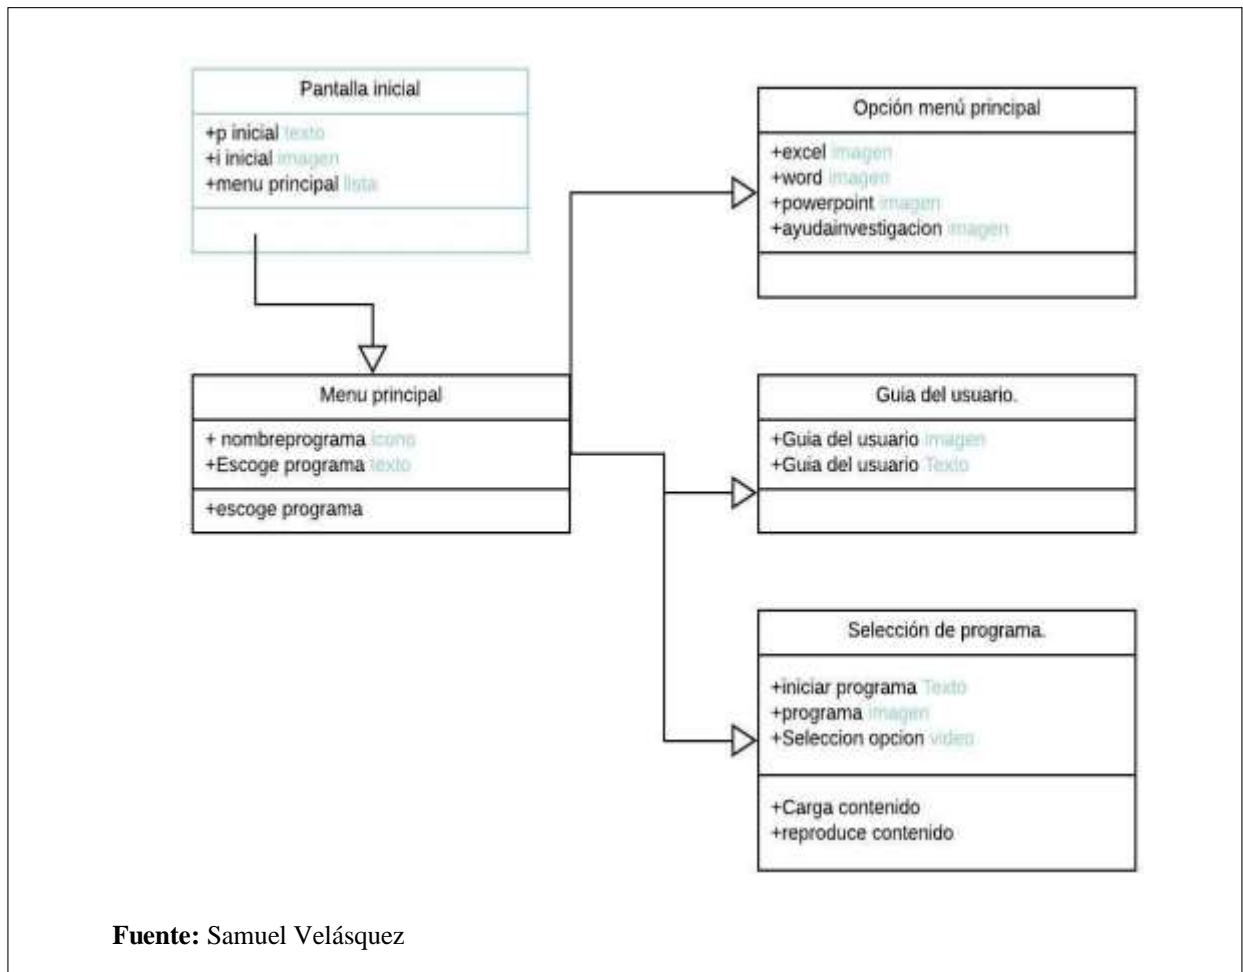 Pantalla inicial
+p inicial texto
+i inicial imagen
+menu principal lista
Opción menú principal
+excel imagen
+word imagen
+powerpoint imagen
+ayudainvestigacion imagen
Menu principal
+ nombreprograma icono
+Escoge programa texto
+escoge programa
Guia del usuario.
+Guia del usuario imagen
+Guia del usuario Texto
Selección de programa.
+iniciar programa Texto
+programa imagen
+Seleccion opcion video
+Carga contenido
+reproduce contenido
Fuente: Samuel Velásquez